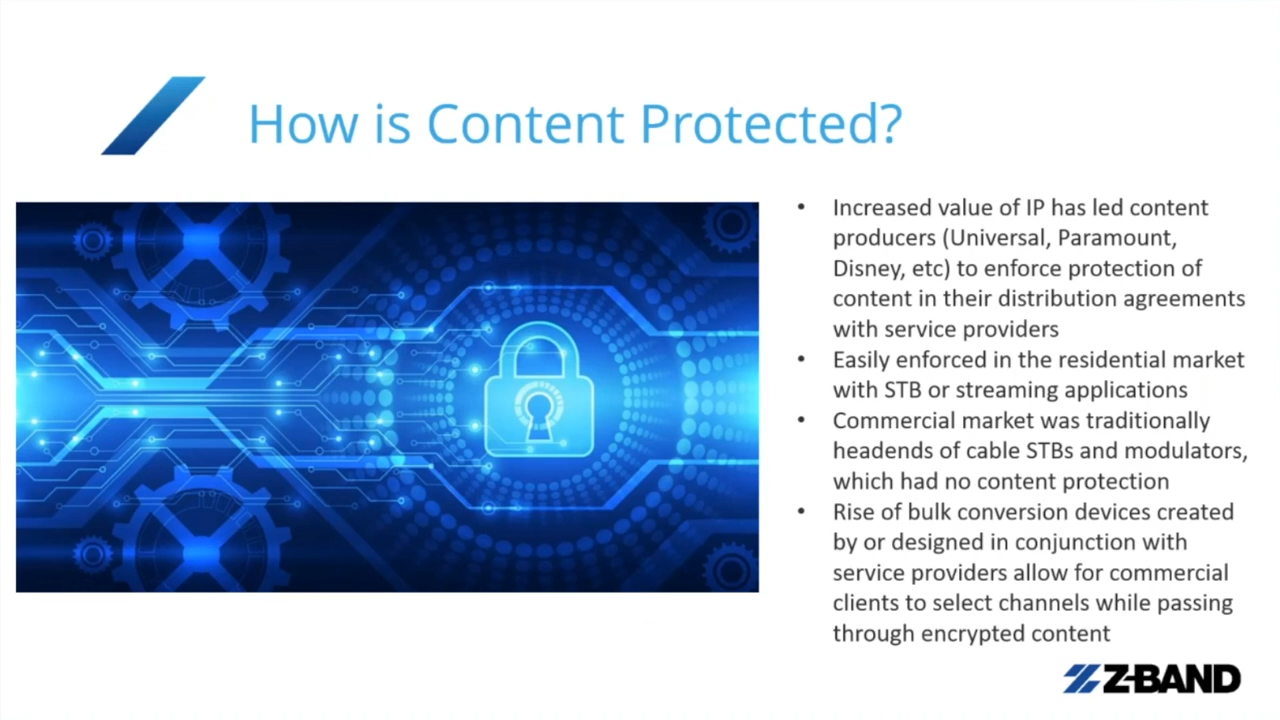 How is Content Protected?
• Increased value of IP has led content
producers (Universal, Paramount,
Disney, etc) to enforce protection of
content in their distribution agreements
with service providers
• Easily enforced in the residential market
with STB or streaming applications
• Commercial market was traditionally
headends of cable STBs and modulators,
which had no content protection
• Rise of bulk conversion devices created
by or designed in conjunction with
service providers allow for commercial
clients to select channels while passing
through encrypted content
Z-BAND